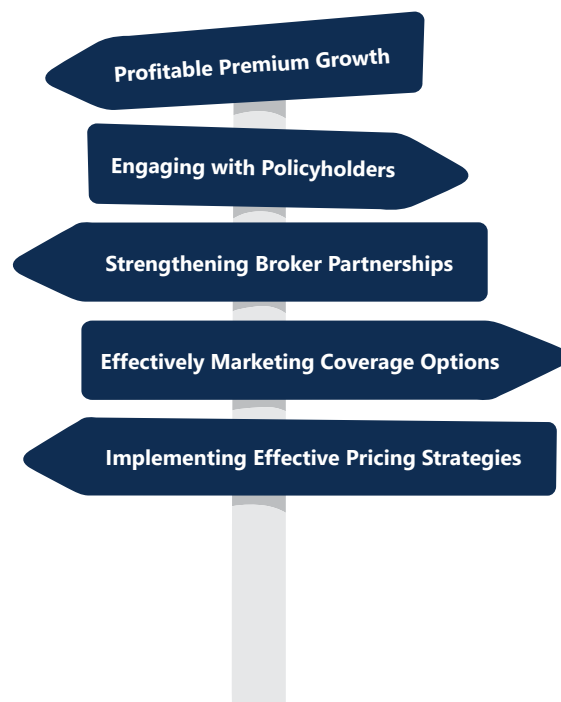 Profitable Premium Growth
Engaging with Policyholders
Strengthening Broker Partnerships
Effectively Marketing Coverage Options
Implementing Effective Pricing Strategies